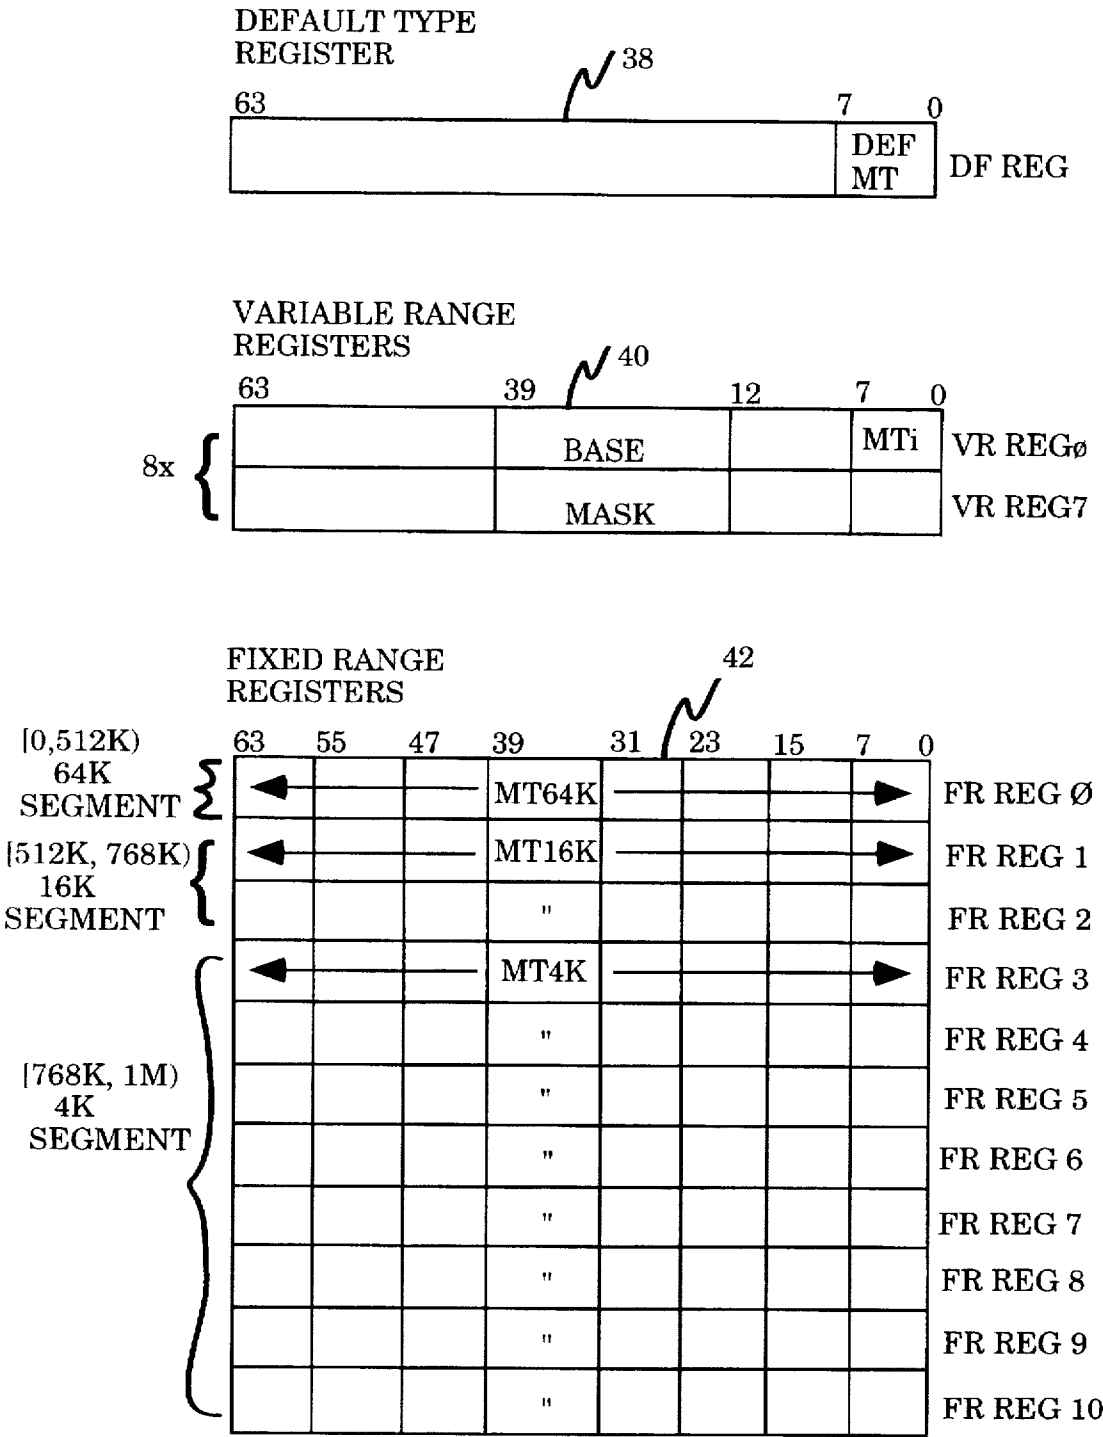 DEFAULT TYPE
REGISTER
38
63 7 0
DEF
MT
DF REG
VARIABLE RANGE
REGISTERS
40
63 39 12 7 0
8x
BASE MTi VR REGø
MASK VR REG7
FIXED RANGE
REGISTERS
42
63 55 47 39 31 23 15 7 0
[0,512K)
64K
SEGMENT
MT64K FR REG Ø
[512K, 768K)
16K
SEGMENT
MT16K FR REG 1
" FR REG 2
MT4K FR REG 3
" FR REG 4
[768K, 1M)
4K
SEGMENT
" FR REG 5
" FR REG 6
" FR REG 7
" FR REG 8
" FR REG 9
" FR REG 10